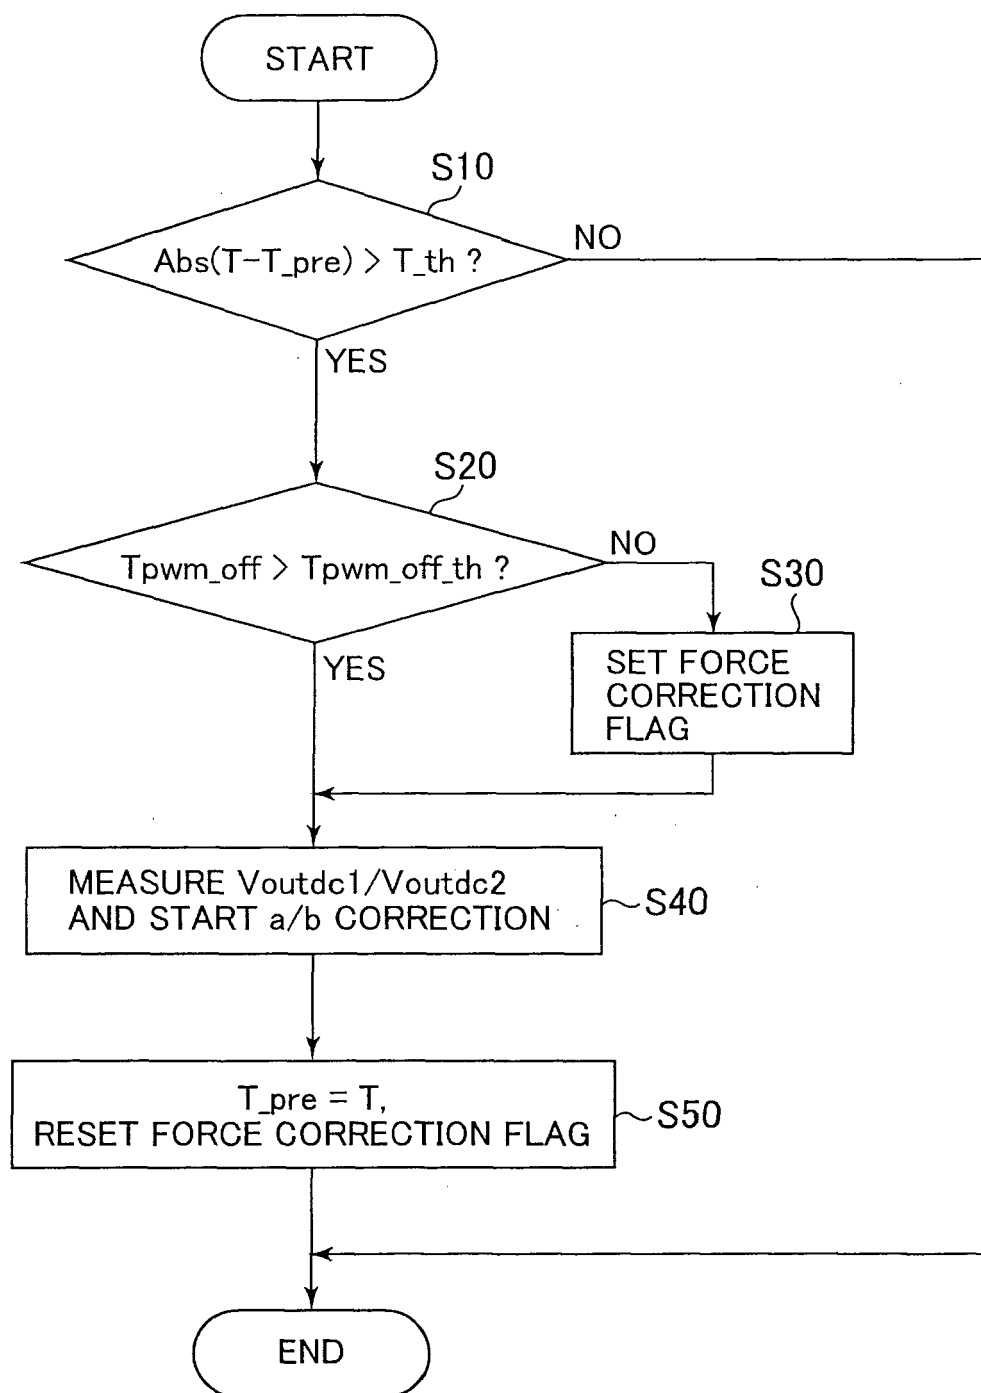 START
S10
Abs(T-T_pre) > T_th ?
NO
YES
S20
Tpwm_off > Tpwm_off_th ?
NO
YES
S30
SET FORCE
CORRECTION
FLAG
MEASURE Voutdc1/Voutdc2
AND START a/b CORRECTION
S40
T_pre = T,
RESET FORCE CORRECTION FLAG
S50
END